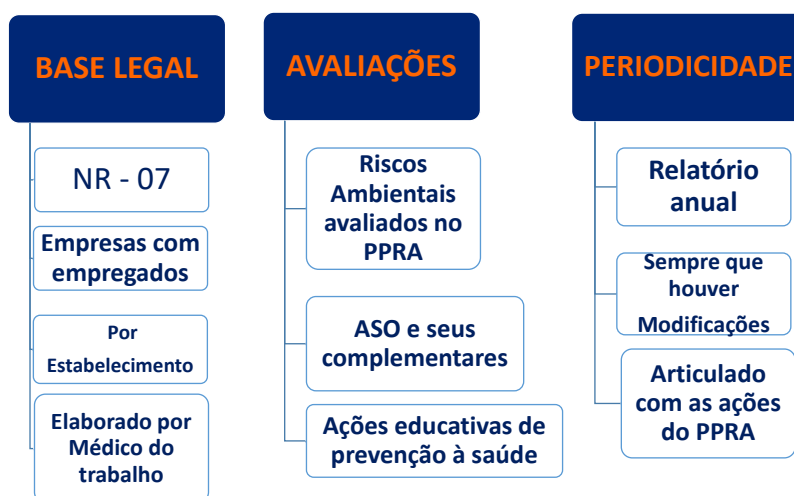 BASE LEGAL
NR - 07
Empresas com
empregados
Por
Estabelecimento
Elaborado por
Médico do
trabalho
AVALIAÇÕES
Riscos
Ambientais
avaliados no
PPRA
ASO e seus
complementares
Ações educativas de
prevenção à saúde
PERIODICIDADE
Relatório
anual
Sempre que
houver
Modificações
Articulado
com as ações
do PPRA